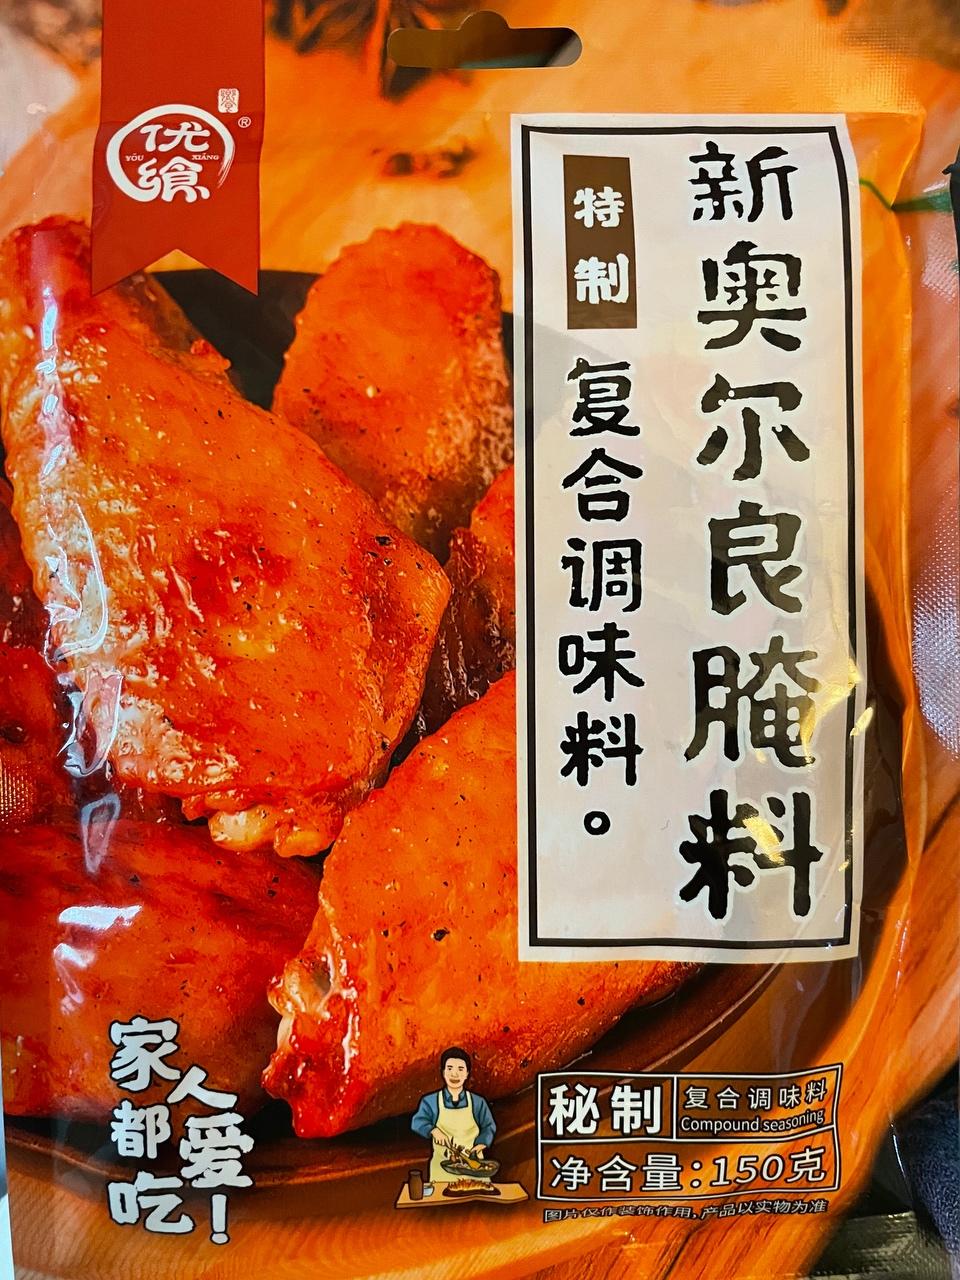 优
YŌU XIǍNG
飨
®
新奥尔良腌料
特制
复合调味料。
家人
都爱
吃!
秘制
复合调味料
Compound seasoning
净含量:150克
图片仅作装饰作用,产品以实物为准